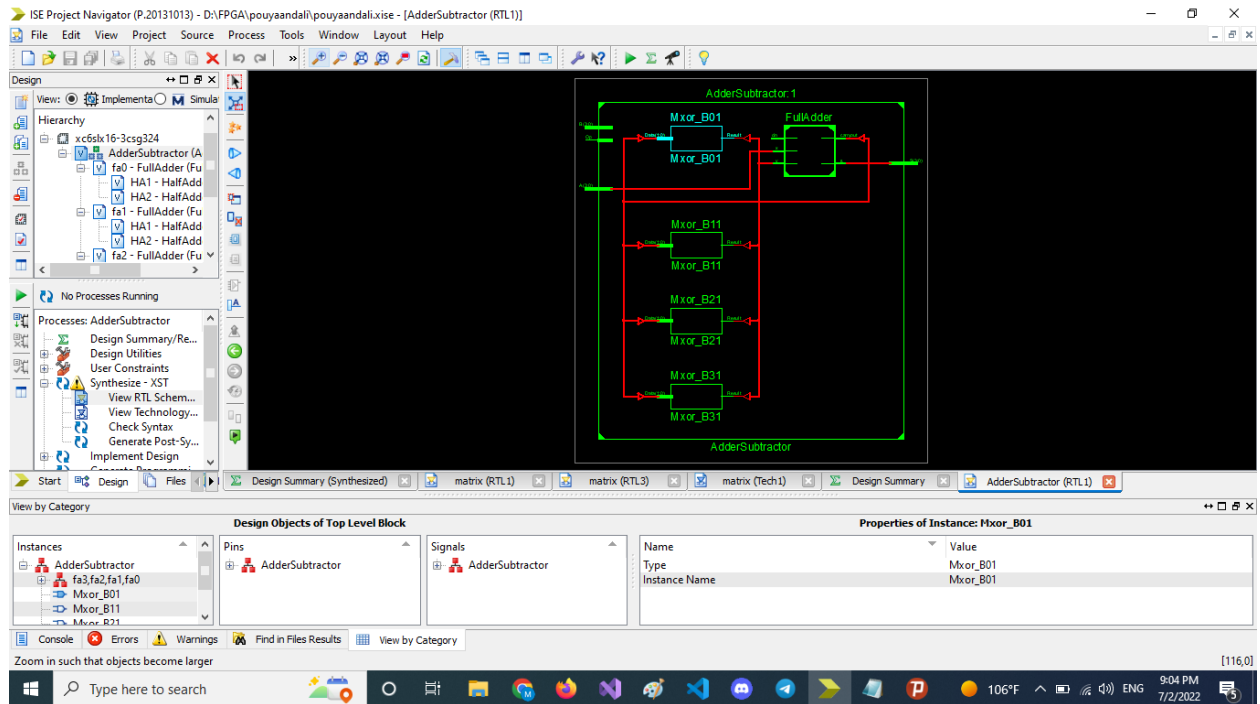 ISE Project Navigator (P.20131013) - D:\FPGA\pouyaandali\pouyaandali.xise - [AdderSubtractor (RTL1)]
File Edit View Project Source Process Tools Window Layout Help
Design
View: Implementa Simula
Hierarchy
xc6slx16-3csg324
AdderSubtractor (A
fa0 - FullAdder (Fu
HA1 - HalfAdd
HA2 - HalfAdd
fa1 - FullAdder (Fu
HA1 - HalfAdd
HA2 - HalfAdd
fa2 - FullAdder (Fu
No Processes Running
Processes: AdderSubtractor
Design Summary/Re...
Design Utilities
User Constraints
Synthesize - XST
View RTL Schem...
View Technology...
Check Syntax
Generate Post-Sy...
Implement Design
Start Design Files
AdderSubtractor:1
Mxor_B01
FullAdder
Result
Mxor_B01
Mxor_B11
Result
Mxor_B11
Mxor_B21
Result
Mxor_B21
Mxor_B31
Result
Mxor_B31
AdderSubtractor
Design Summary (Synthesized) matrix (RTL1) matrix (RTL3) matrix (Tech1) Design Summary AdderSubtractor (RTL1)
View by Category
Design Objects of Top Level Block
Properties of Instance: Mxor_B01
Instances
AdderSubtractor
fa3,fa2,fa1,fa0
Mxor_B01
Mxor_B11
Mxor_B21
Pins
AdderSubtractor
Signals
AdderSubtractor
Name Value
Type Mxor_B01
Instance Name Mxor_B01
Console Errors Warnings Find in Files Results View by Category
Zoom in such that objects become larger
[116,0]
Type here to search
106°F ENG
9:04 PM
7/2/2022
5